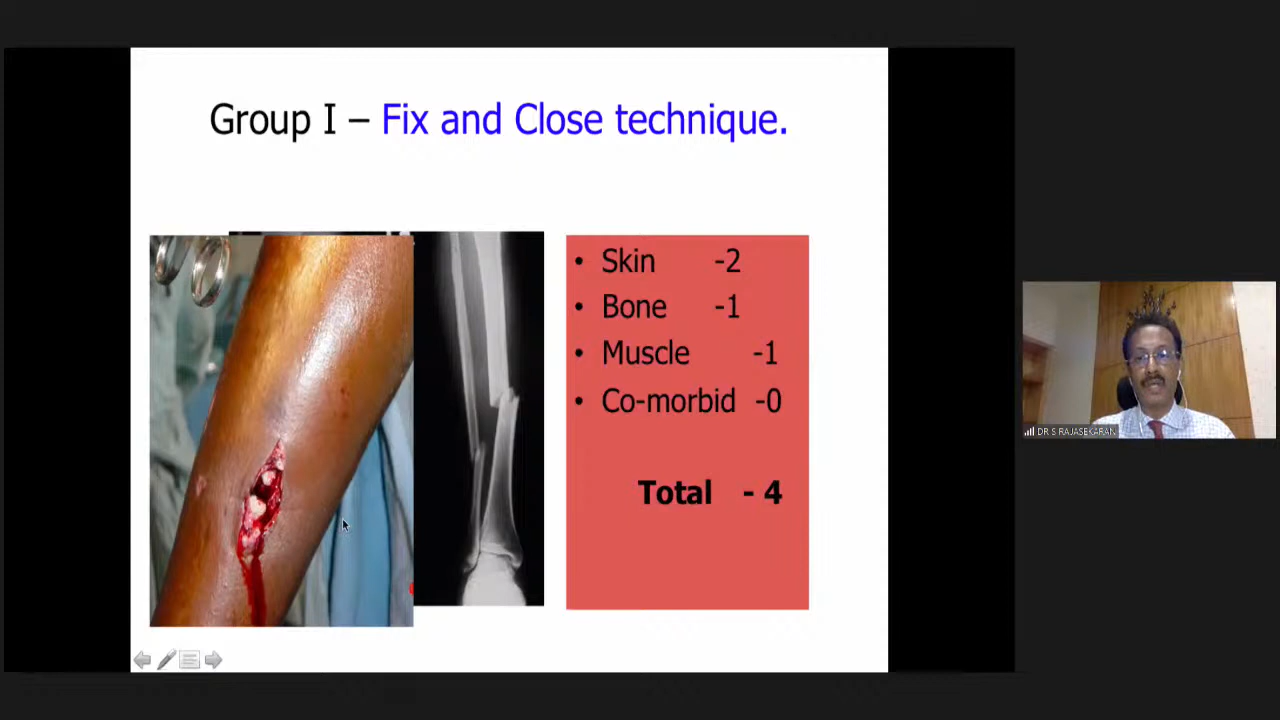 Group I – Fix and Close technique.
• Skin -2
• Bone -1
• Muscle -1
• Co-morbid -0
Total - 4
DR S RAJASEKARAN